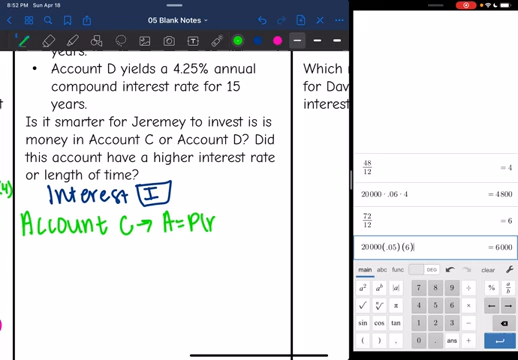 8:52 PM Sun Apr 18
05 Blank Notes
years.
• Account D yields a 4.25% annual
compound interest rate for 15
years.
Is it smarter for Jeremey to invest is is
money in Account C or Account D? Did
this account have a higher interest rate
or length of time?
Interest I
Account C → A=P(r
Which
for Dav
interest
48/12 = 4
20000 · .06 · 4 = 4800
72/12 = 6
20000(.05)(6) = 6000
main abc func DEG clear
a² aᵇ |a| 7 8 9 ÷ % a/b
√ ⁿ√ π 4 5 6 × ← →
sin cos tan 1 2 3 −
( ) , 0 . ans +